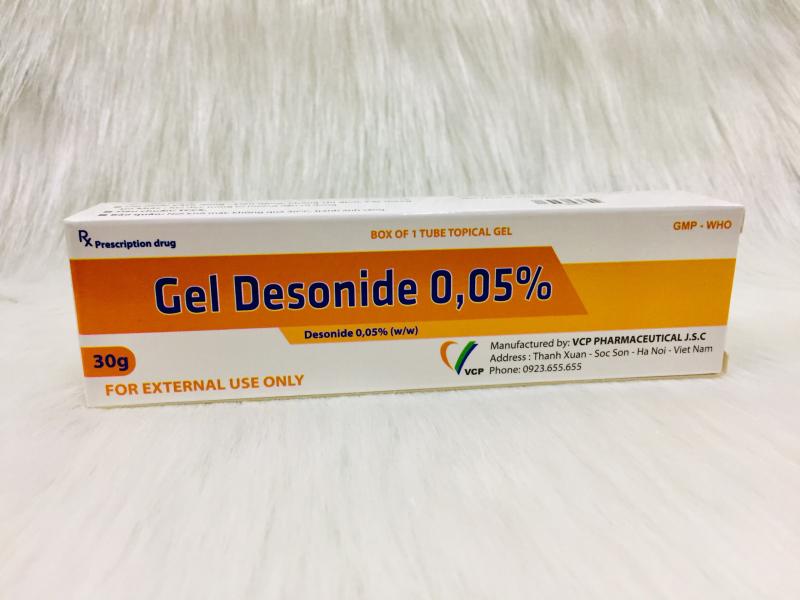 Rx Prescription drug
BOX OF 1 TUBE TOPICAL GEL
GMP - WHO
Gel Desonide 0,05%
Desonide 0,05% (w/w)
30g
FOR EXTERNAL USE ONLY
VCP
Manufactured by: VCP PHARMACEUTICAL J.S.C
Address : Thanh Xuan - Soc Son - Ha Noi - Viet Nam
Phone: 0923.655.655